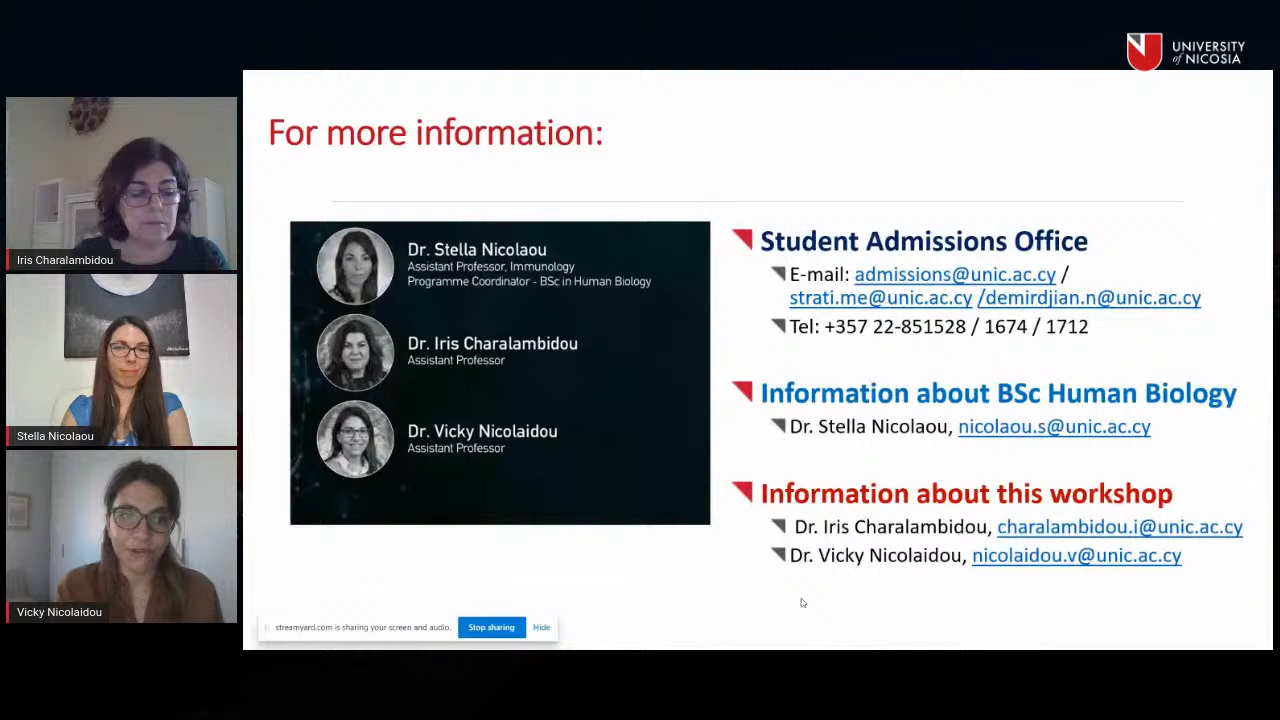 UNIVERSITY
of NICOSIA
For more information:
Iris Charalambidou
Stella Nicolaou
Vicky Nicolaidou
Dr. Stella Nicolaou
Assistant Professor, Immunology
Programme Coordinator - BSc in Human Biology
Dr. Iris Charalambidou
Assistant Professor
Dr. Vicky Nicolaidou
Assistant Professor
Student Admissions Office
E-mail: admissions@unic.ac.cy /
strati.me@unic.ac.cy /demirdjian.n@unic.ac.cy
Tel: +357 22-851528 / 1674 / 1712
Information about BSc Human Biology
Dr. Stella Nicolaou, nicolaou.s@unic.ac.cy
Information about this workshop
Dr. Iris Charalambidou, charalambidou.i@unic.ac.cy
Dr. Vicky Nicolaidou, nicolaidou.v@unic.ac.cy
streamyard.com is sharing your screen and audio. Stop sharing Hide